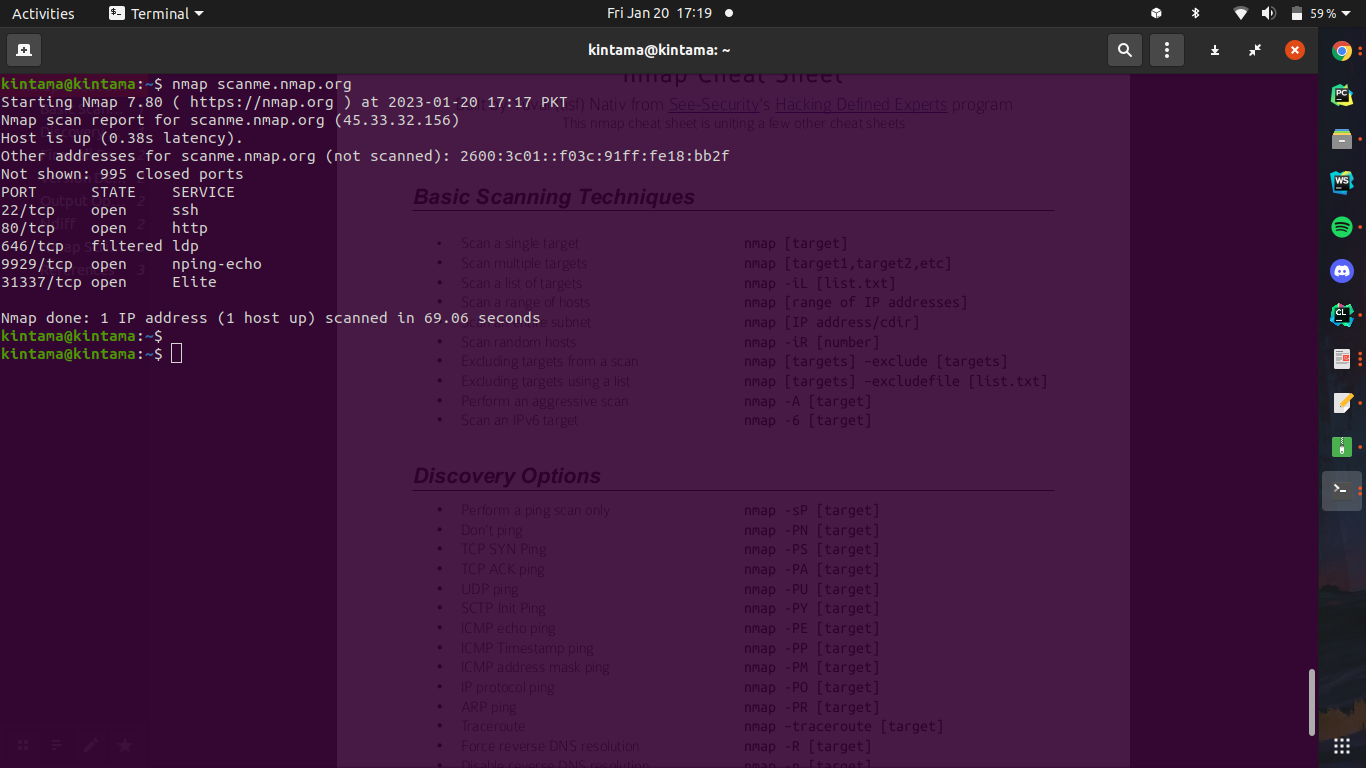 Activities
Terminal
Fri Jan 20 17:19
59 %
kintama@kintama: ~
kintama@kintama:~$ nmap scanme.nmap.org
Starting Nmap 7.80 ( https://nmap.org ) at 2023-01-20 17:17 PKT
Nmap scan report for scanme.nmap.org (45.33.32.156)
Host is up (0.38s latency).
Other addresses for scanme.nmap.org (not scanned): 2600:3c01::f03c:91ff:fe18:bb2f
Not shown: 995 closed ports
PORT STATE SERVICE
22/tcp open ssh
80/tcp open http
646/tcp filtered ldp
9929/tcp open nping-echo
31337/tcp open Elite
Nmap done: 1 IP address (1 host up) scanned in 69.06 seconds
kintama@kintama:~$
kintama@kintama:~$
nmap Cheat Sheet
Nativ from See-Security's Hacking Defined Experts program
This nmap cheat sheet is uniting a few other cheat sheets
Basic Scanning Techniques
• Scan a single target nmap [target]
• Scan multiple targets nmap [target1,target2,etc]
• Scan a list of targets nmap -iL [list.txt]
• Scan a range of hosts nmap [range of IP addresses]
subnet nmap [IP address/cdir]
• Scan random hosts nmap -iR [number]
• Excluding targets from a scan nmap [targets] –exclude [targets]
• Excluding targets using a list nmap [targets] –excludefile [list.txt]
• Perform an aggressive scan nmap -A [target]
• Scan an IPv6 target nmap -6 [target]
Discovery Options
• Perform a ping scan only nmap -sP [target]
• Don't ping nmap -PN [target]
• TCP SYN Ping nmap -PS [target]
• TCP ACK ping nmap -PA [target]
• UDP ping nmap -PU [target]
• SCTP Init Ping nmap -PY [target]
• ICMP echo ping nmap -PE [target]
• ICMP Timestamp ping nmap -PP [target]
• ICMP address mask ping nmap -PM [target]
• IP protocol ping nmap -PO [target]
• ARP ping nmap -PR [target]
• Traceroute nmap –traceroute [target]
• Force reverse DNS resolution nmap -R [target]
• Disable reverse DNS resolution nmap -n [target]
PC
WS
CL